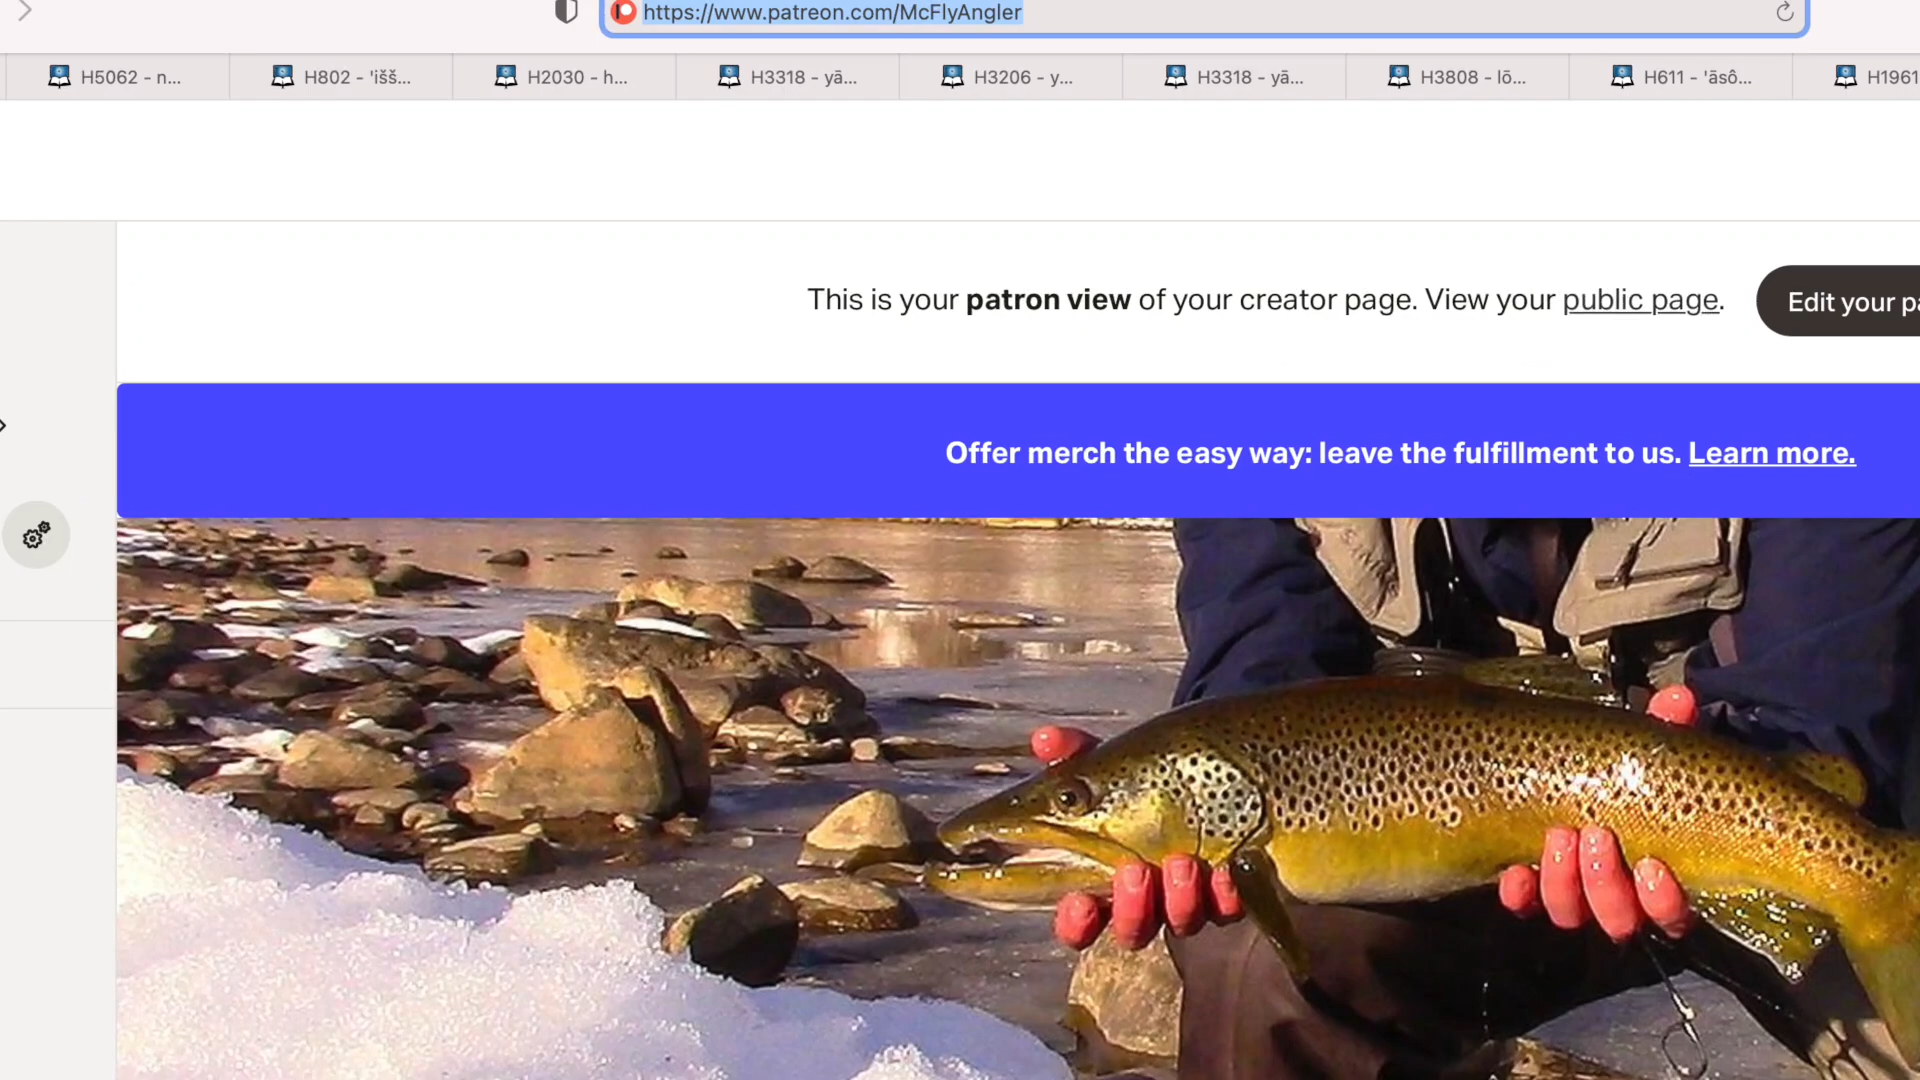 https://www.patreon.com/McFlyAngler
H5062 - n...
H802 - 'išš...
H2030 - h...
H3318 - yā...
H3206 - y...
H3318 - yā...
H3808 - lō...
H611 - 'āsô...
H1961
This is your patron view of your creator page. View your public page.
Edit your pa
Offer merch the easy way: leave the fulfillment to us. Learn more.